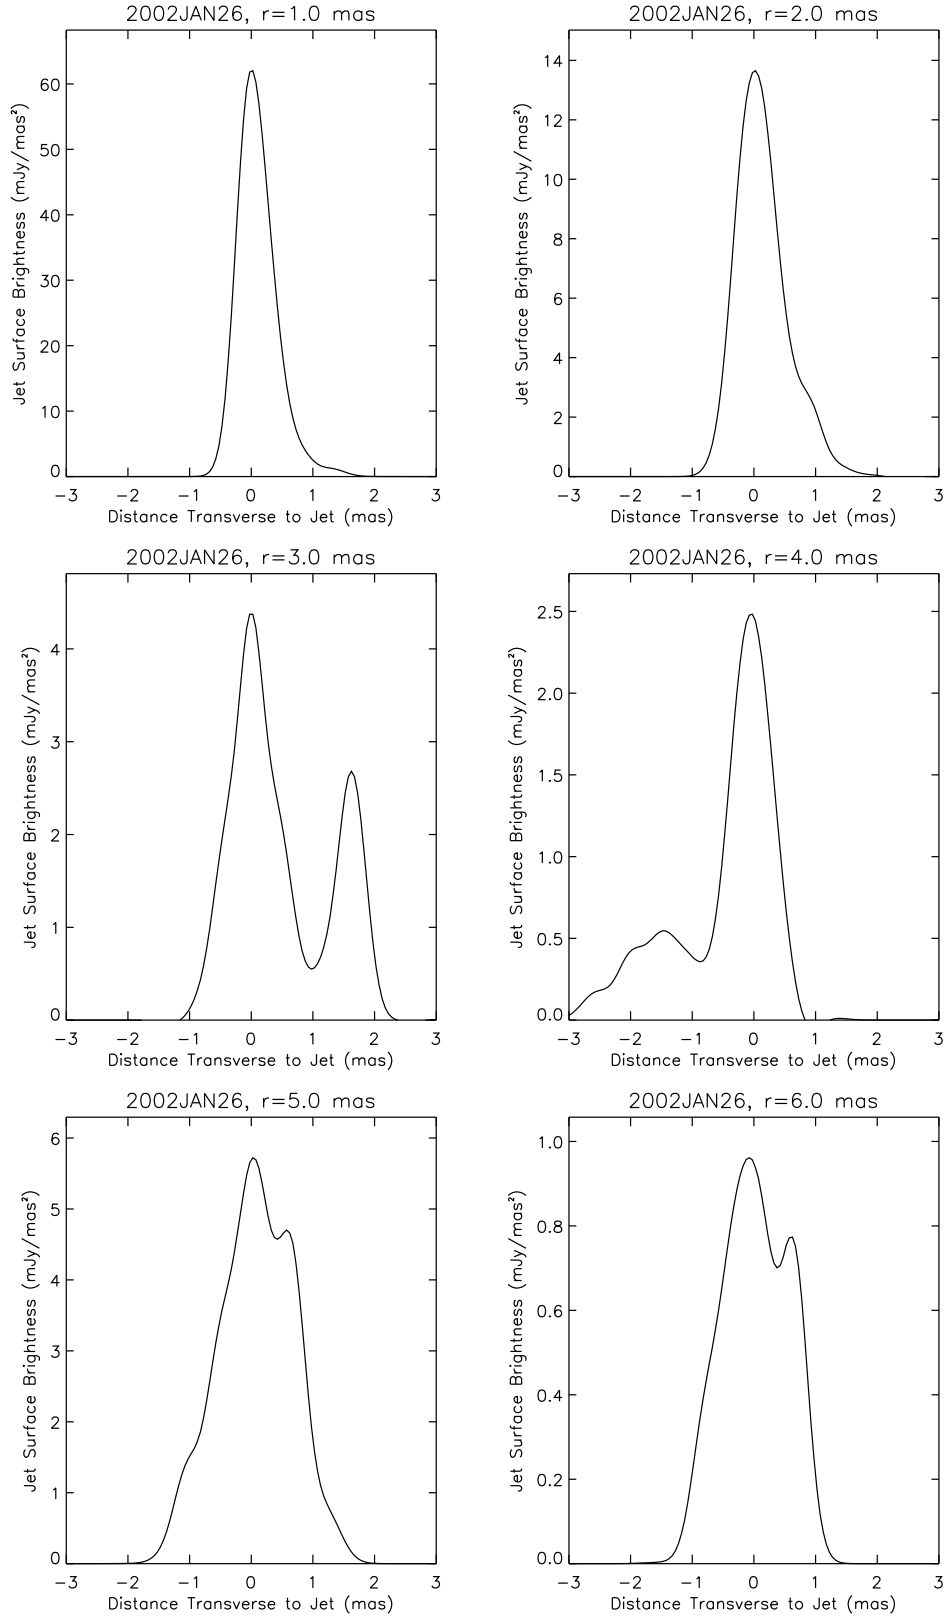 2002JAN26, r=1.0 mas
Jet Surface Brightness (mJy/mas²)
60
50
40
30
20
10
0
−3 −2 −1 0 1 2 3
Distance Transverse to Jet (mas)
2002JAN26, r=2.0 mas
Jet Surface Brightness (mJy/mas²)
14
12
10
8
6
4
2
0
−3 −2 −1 0 1 2 3
Distance Transverse to Jet (mas)
2002JAN26, r=3.0 mas
Jet Surface Brightness (mJy/mas²)
4
3
2
1
0
−3 −2 −1 0 1 2 3
Distance Transverse to Jet (mas)
2002JAN26, r=4.0 mas
Jet Surface Brightness (mJy/mas²)
2.5
2.0
1.5
1.0
0.5
0.0
−3 −2 −1 0 1 2 3
Distance Transverse to Jet (mas)
2002JAN26, r=5.0 mas
Jet Surface Brightness (mJy/mas²)
6
5
4
3
2
1
0
−3 −2 −1 0 1 2 3
Distance Transverse to Jet (mas)
2002JAN26, r=6.0 mas
Jet Surface Brightness (mJy/mas²)
1.0
0.8
0.6
0.4
0.2
0.0
−3 −2 −1 0 1 2 3
Distance Transverse to Jet (mas)